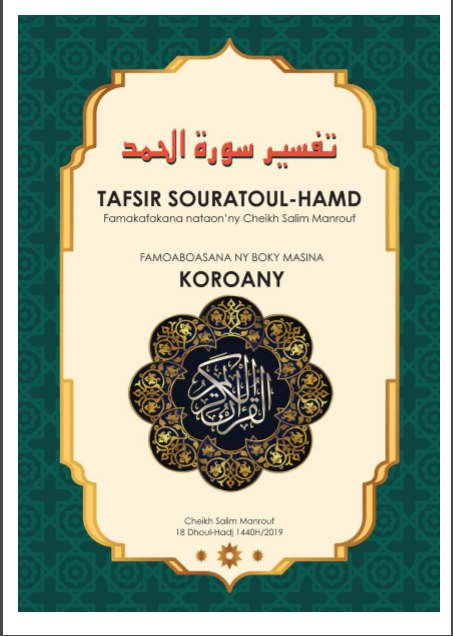 تفسير سورة الحمد
TAFSIR SOURATOUL-HAMD
Famakafakana nataon'ny Cheikh Salim Manrouf
FAMOABOASANA NY BOKY MASINA
KOROANY
القرآن الكريم
Cheikh Salim Manrouf
18 Dhoul-Hadj 1440H/2019